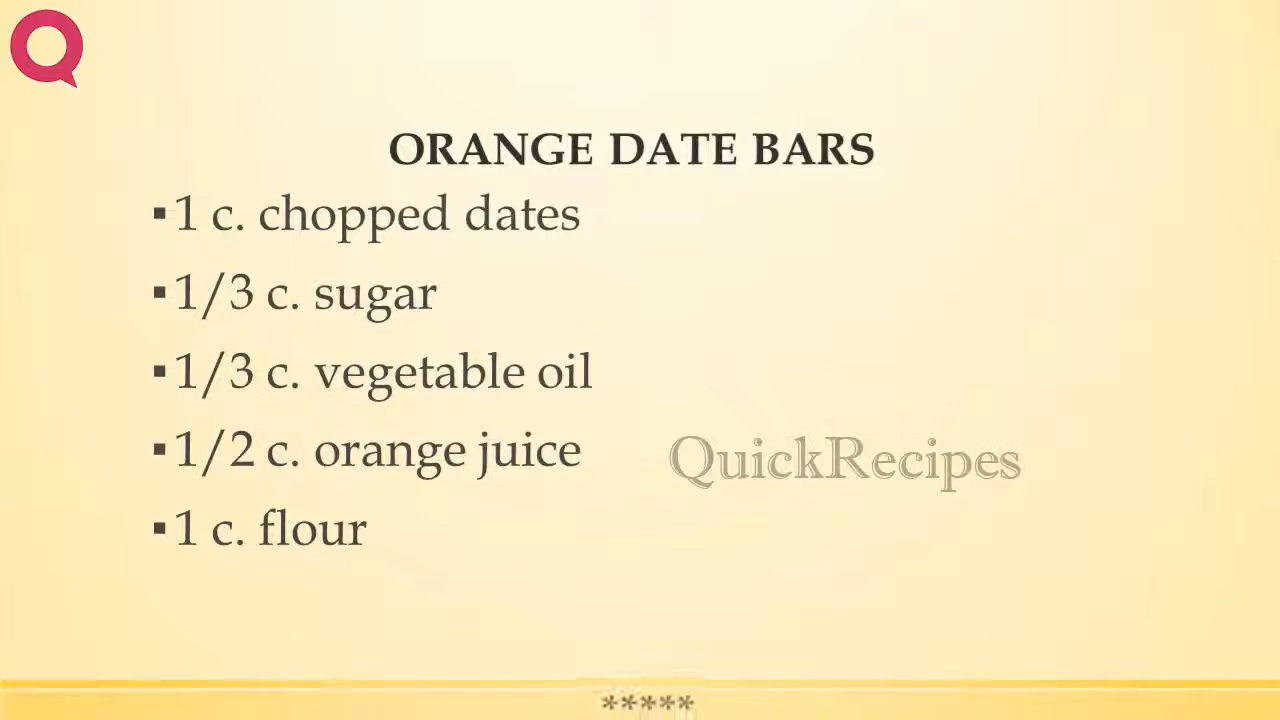 ORANGE DATE BARS
▪1 c. chopped dates
▪1/3 c. sugar
▪1/3 c. vegetable oil
▪1/2 c. orange juice
QuickRecipes
▪1 c. flour
*****